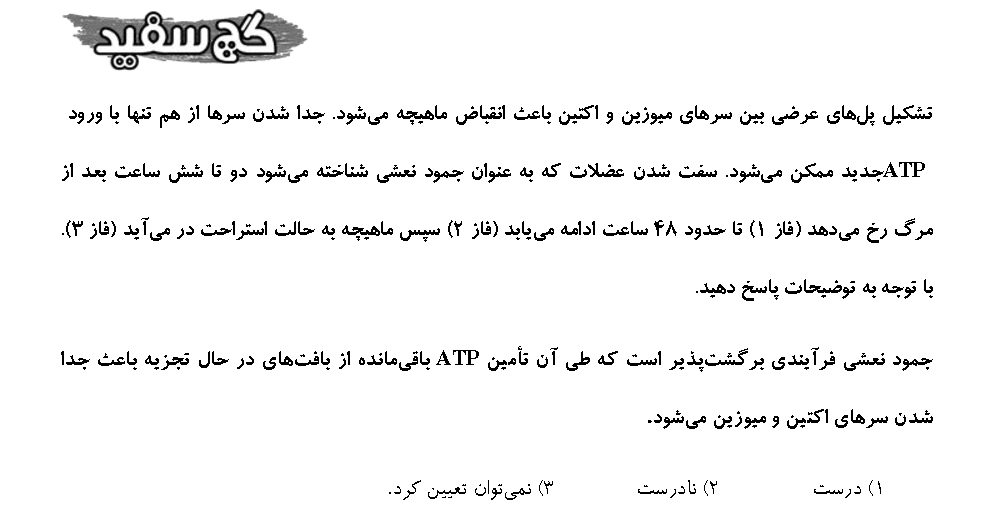 گچ سفید
تشکیل پل‌های عرضی بین سرهای میوزین و اکتین باعث انقباض ماهیچه می‌شود. جدا شدن سرها از هم تنها با ورود
ATPجدید ممکن می‌شود. سفت شدن عضلات که به عنوان جمود نعشی شناخته می‌شود دو تا شش ساعت بعد از
مرگ رخ می‌دهد (فاز ۱) تا حدود ۴۸ ساعت ادامه می‌یابد (فاز ۲) سپس ماهیچه به حالت استراحت در می‌آید (فاز ۳).
با توجه به توضیحات پاسخ دهید.
جمود نعشی فرآیندی برگشت‌پذیر است که طی آن تأمین ATP باقی‌مانده از بافت‌های در حال تجزیه باعث جدا
شدن سرهای اکتین و میوزین می‌شود.
۱) درست ۲) نادرست ۳) نمی‌توان تعیین کرد.